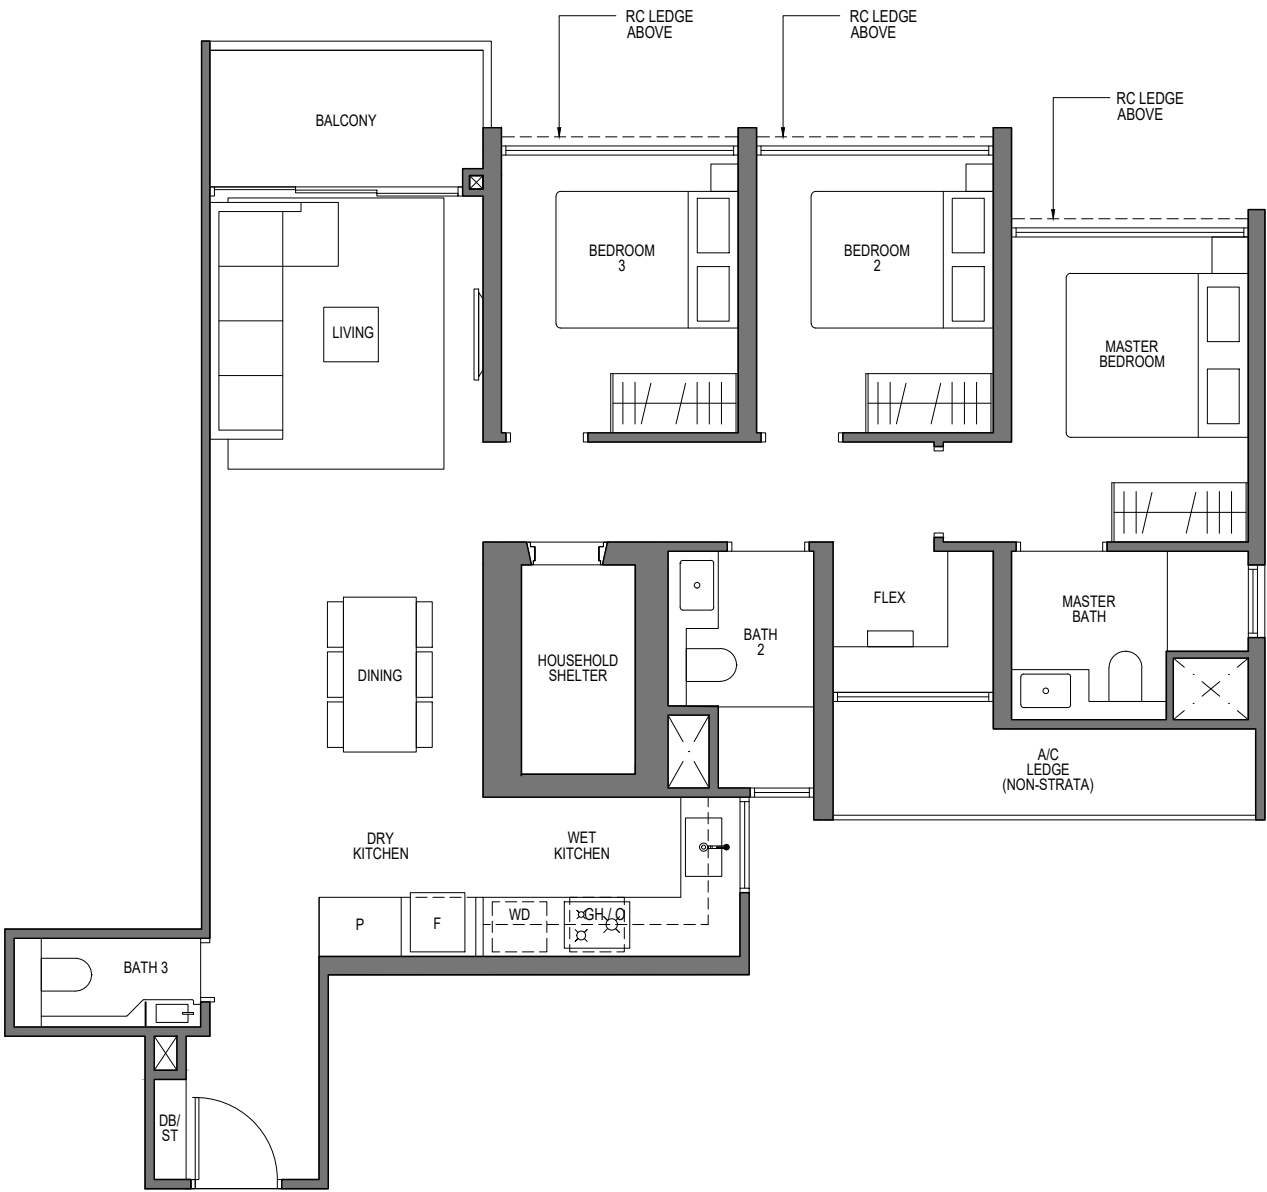 RC LEDGE
ABOVE
RC LEDGE
ABOVE
RC LEDGE
ABOVE
BALCONY
BEDROOM
3
BEDROOM
2
LIVING
MASTER
BEDROOM
FLEX
MASTER
BATH
BATH
2
HOUSEHOLD
SHELTER
DINING
A/C
LEDGE
(NON-STRATA)
DRY
KITCHEN
WET
KITCHEN
P
F
WD
GH / O
BATH 3
DB/
ST